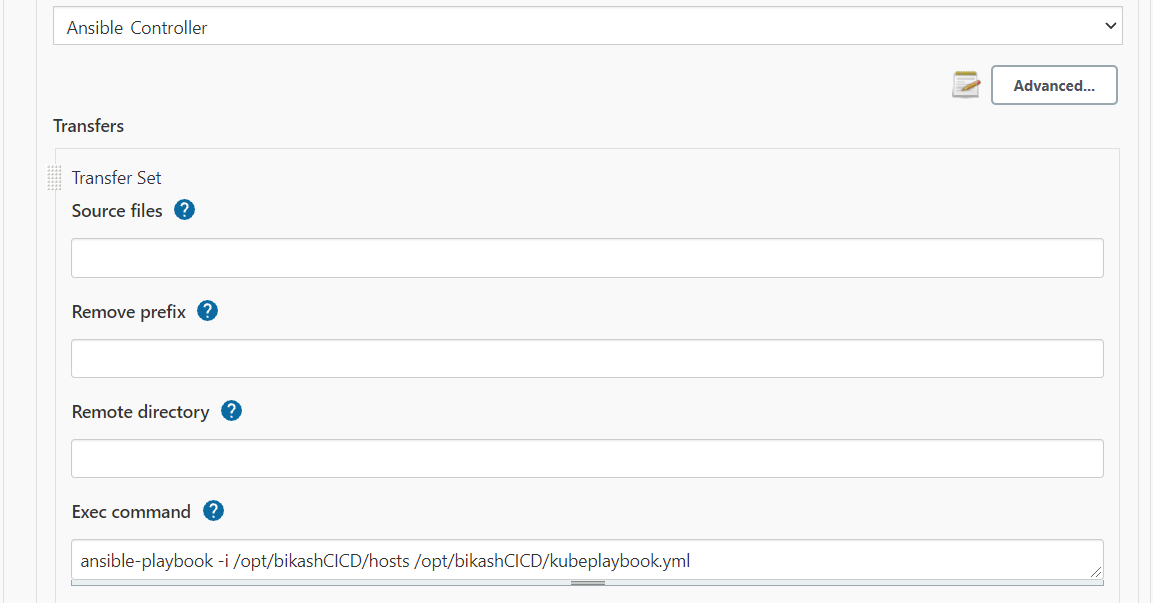 Ansible Controller
Advanced...
Transfers
Transfer Set
Source files ?
Remove prefix ?
Remote directory ?
Exec command ?
ansible-playbook -i /opt/bikashCICD/hosts /opt/bikashCICD/kubeplaybook.yml